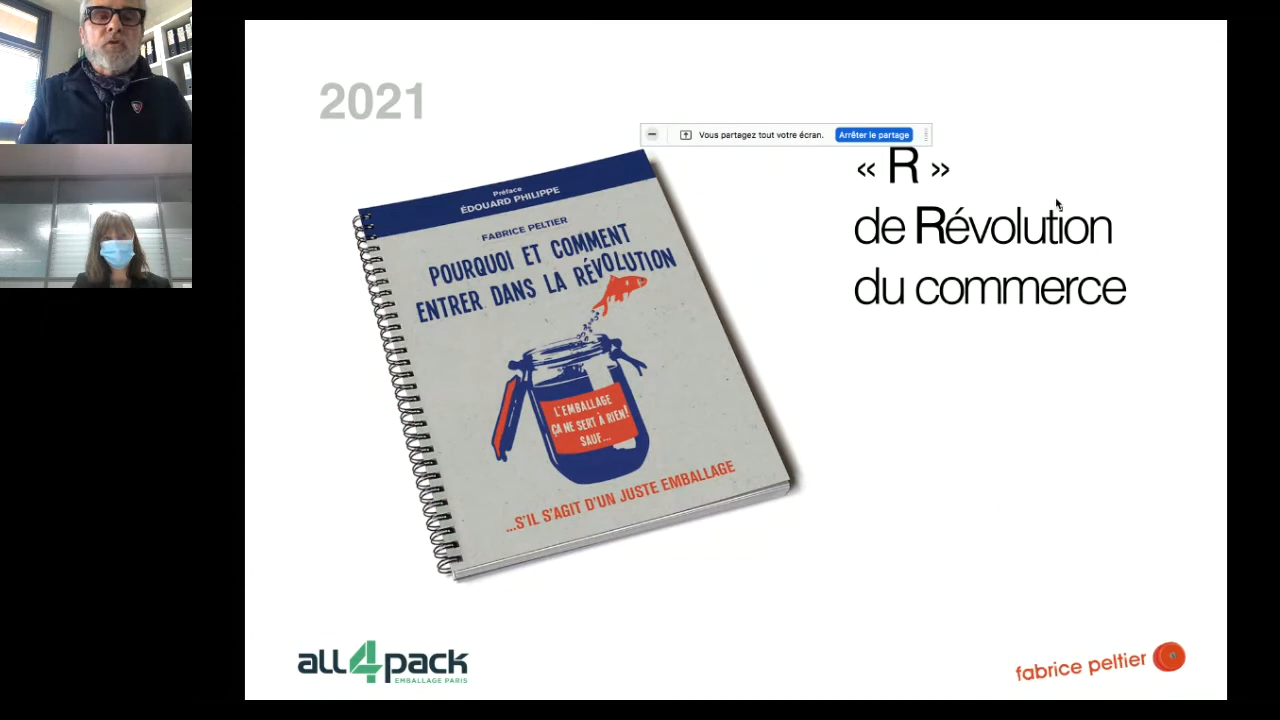 2021
Vous partagez tout votre écran.
Arrêter le partage
« R »
de Révolution
du commerce
Préface
ÉDOUARD PHILIPPE
FABRICE PELTIER
POURQUOI ET COMMENT
ENTRER DANS LA RÉVOLUTION
L'EMBALLAGE
ÇA NE SERT À RIEN!
SAUF...
...S'IL S'AGIT D'UN JUSTE EMBALLAGE
all4pack
EMBALLAGE PARIS
fabrice peltier